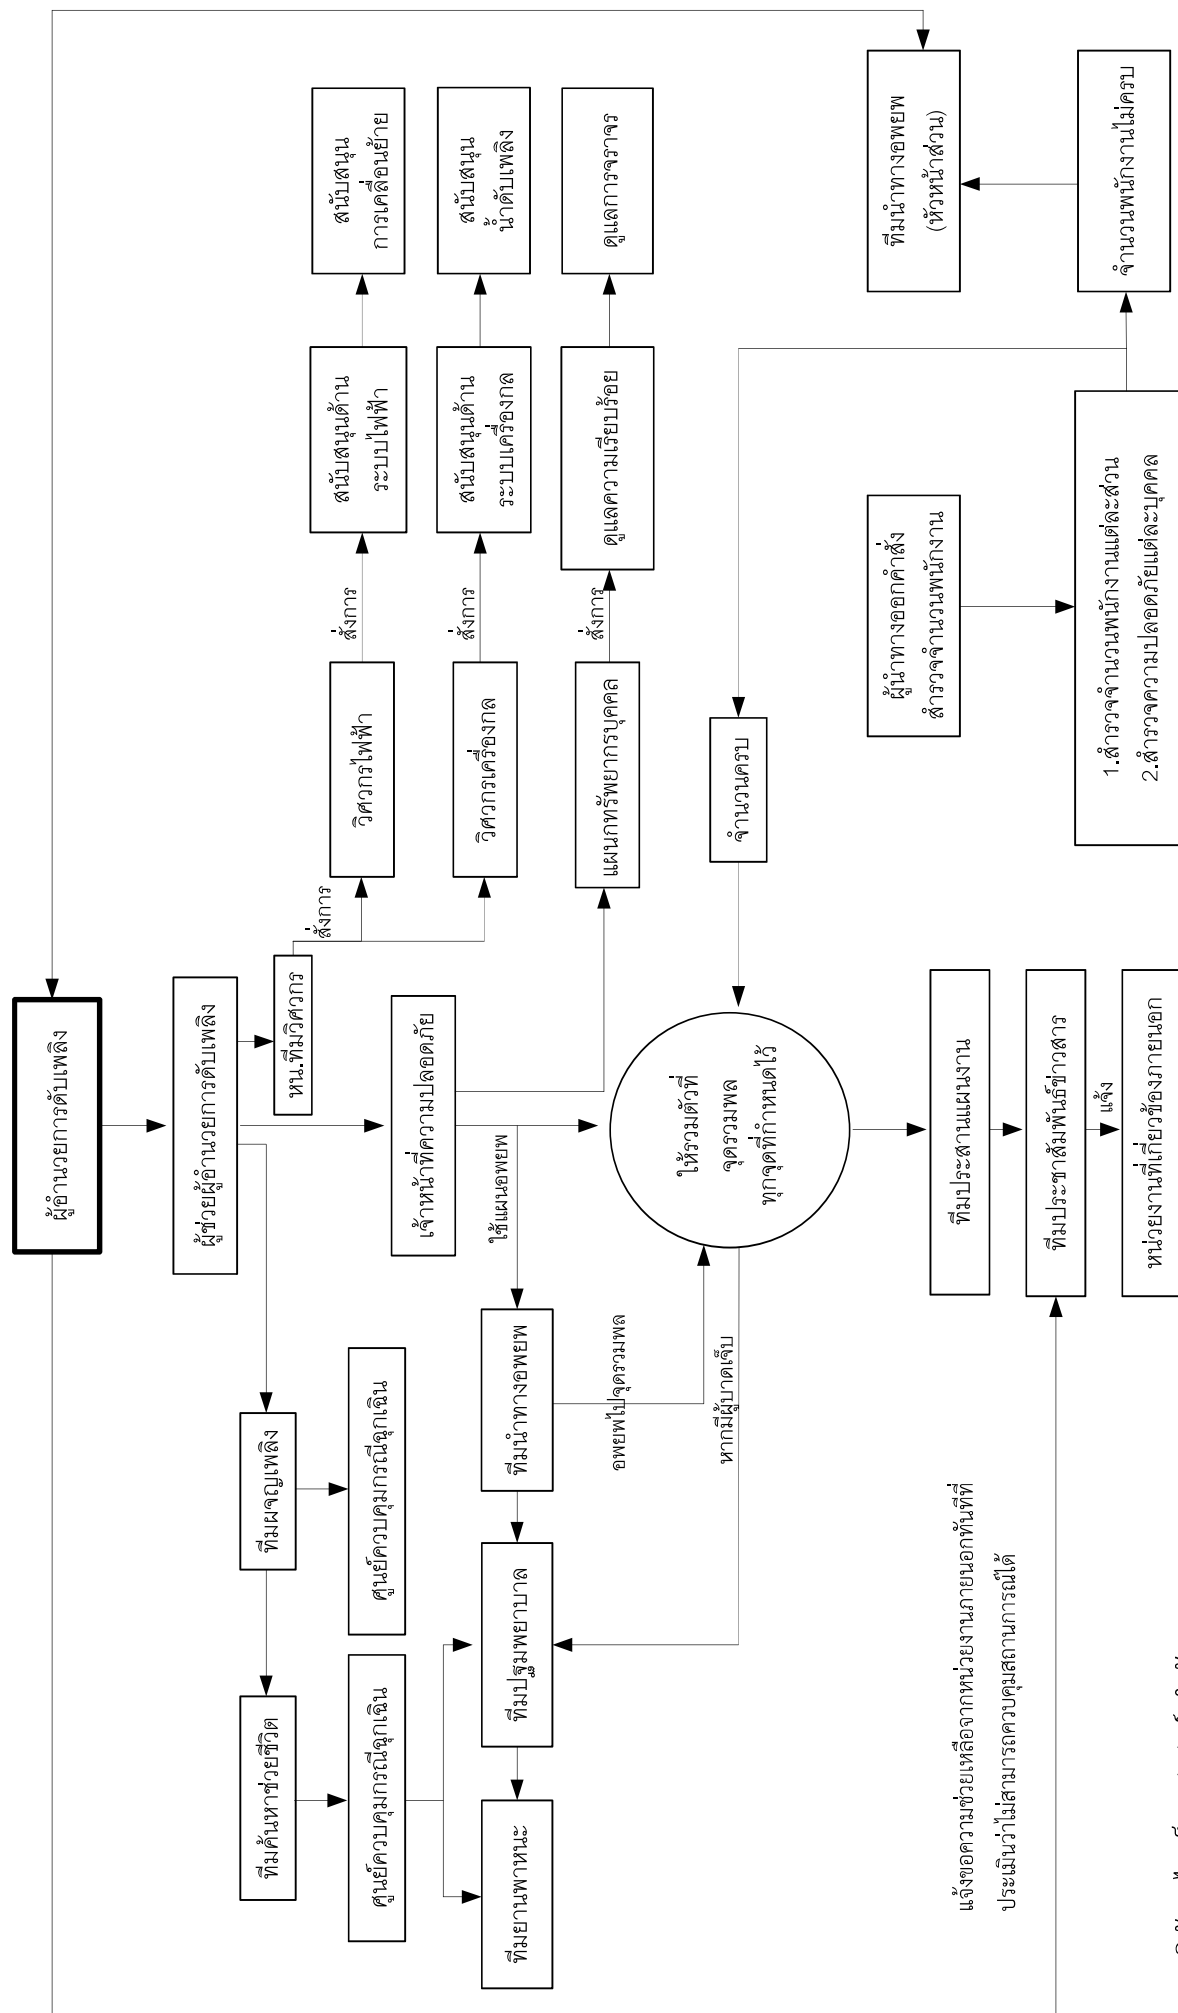 ผู้อำนวยการดับเพลิง
ผู้ช่วยผู้อำนวยการดับเพลิง
หน.ทีมวิศวกร
สั่งการ
วิศวกรไฟฟ้า
สั่งการ
สนับสนุนด้าน
ระบบไฟฟ้า
สนับสนุน
การเคลื่อนย้าย
วิศวกรเครื่องกล
สั่งการ
สนับสนุนด้าน
ระบบเครื่องกล
สนับสนุน
น้ำดับเพลิง
ทีมค้นหาช่วยชีวิต
ทีมผจญเพลิง
ศูนย์ควบคุมกรณีฉุกเฉิน
ศูนย์ควบคุมกรณีฉุกเฉิน
เจ้าหน้าที่ความปลอดภัย
แผนกทรัพยากรบุคคล
สั่งการ
ดูแลความเรียบร้อย
ดูแลการจราจร
ใช้แผนอพยพ
ทีมยานพาหนะ
ทีมปฐมพยาบาล
ทีมนำทางอพยพ
อพยพไปจุดรวมพล
หากมีผู้บาดเจ็บ
ให้รวมตัวที่
จุดรวมพล
ทุกจุดที่กำหนดไว้
จำนวนครบ
ทีมนำทางอพยพ
(หัวหน้าส่วน)
ผู้นำทางออกคำสั่ง
สำรวจจำนวนพนักงาน
จำนวนพนักงานไม่ครบ
1.สำรวจจำนวนพนักงานแต่ละส่วน
2.สำรวจความปลอดภัยแต่ละบุคคล
ทีมประสานแผนงาน
ทีมประชาสัมพันธ์ข่าวสาร
แจ้ง
หน่วยงานที่เกี่ยวข้องภายนอก
แจ้งขอความช่วยเหลือจากหน่วยงานภายนอกทันทีที่
ประเมินว่าไม่สามารถควบคุมสถานการณ์ได้